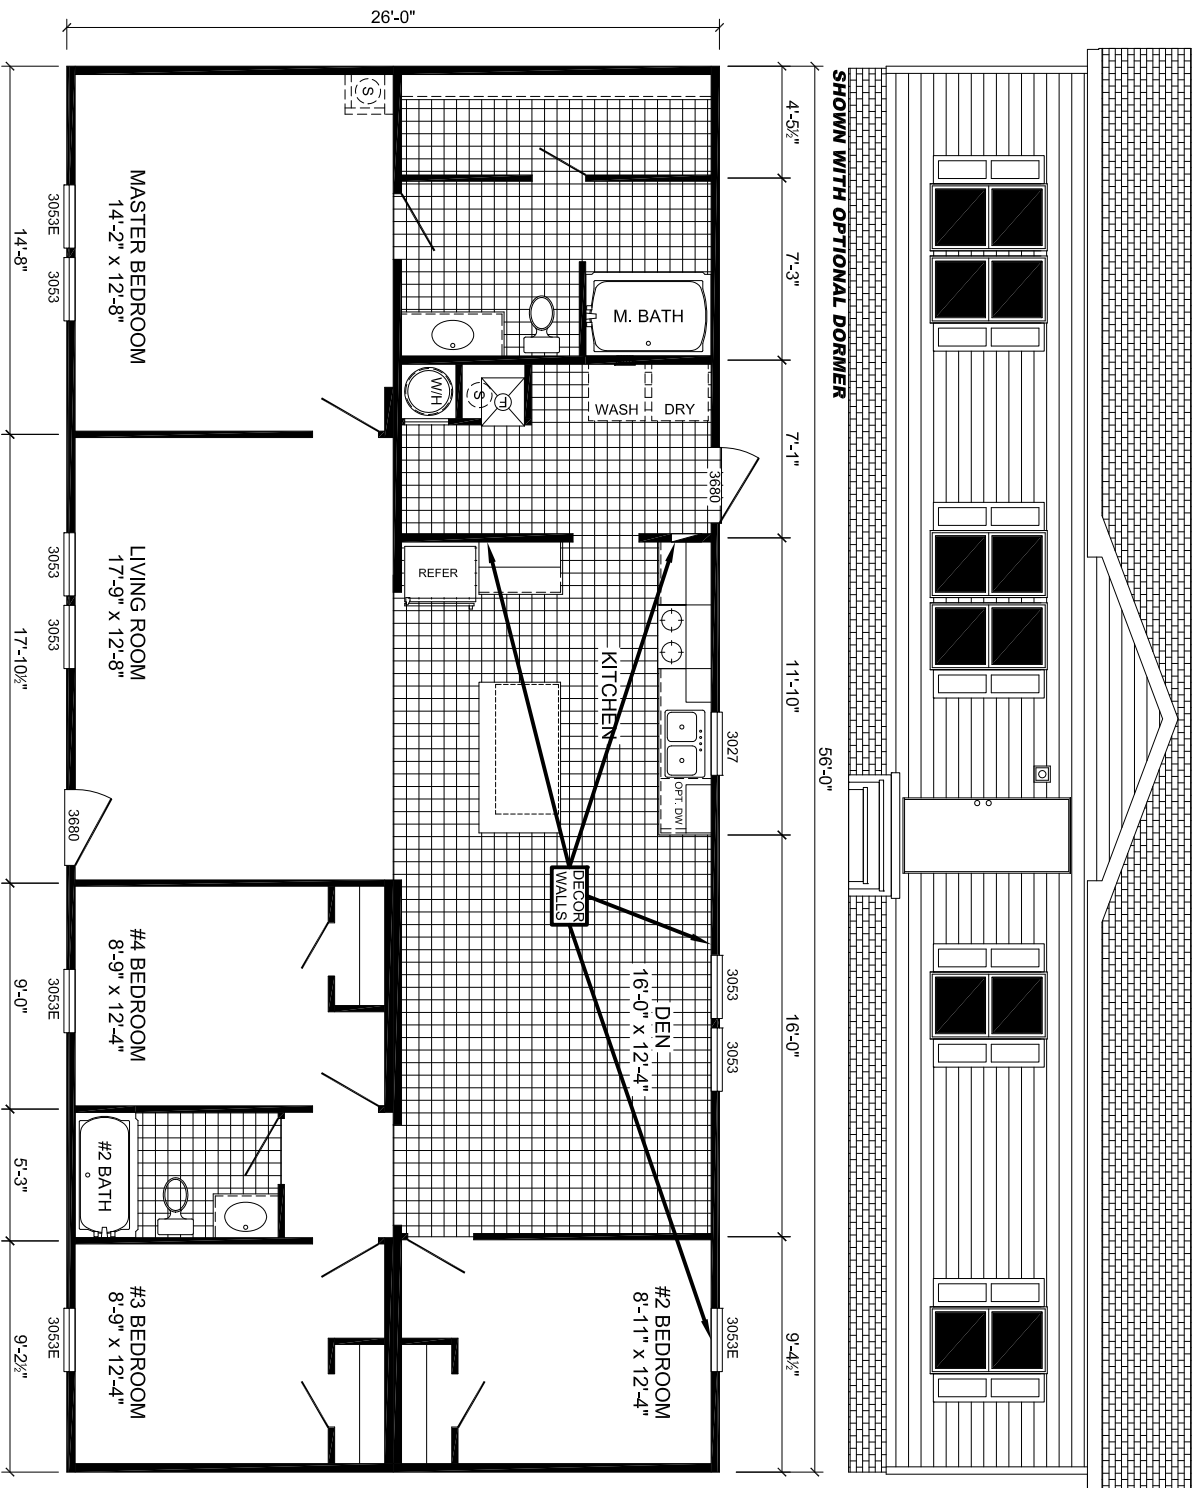 SHOWN WITH OPTIONAL DORMER
56'-0"
4'-5½"
7'-3"
7'-1"
11'-10"
16'-0"
9'-4½"
26'-0"
3680
3027
3053
3053
3053E
M. BATH
WASH
DRY
W/H
S
F
REFER
KITCHEN
OPT. DW
DECOR
WALLS
DEN
16'-0" x 12'-4"
#2 BEDROOM
8'-11" x 12'-4"
S
MASTER BEDROOM
14'-2" x 12'-8"
LIVING ROOM
17'-9" x 12'-8"
3680
#4 BEDROOM
8'-9" x 12'-4"
#2 BATH
#3 BEDROOM
8'-9" x 12'-4"
3053E
3053
3053
3053
3053E
3053E
14'-8"
17'-10½"
9'-0"
5'-3"
9'-2½"